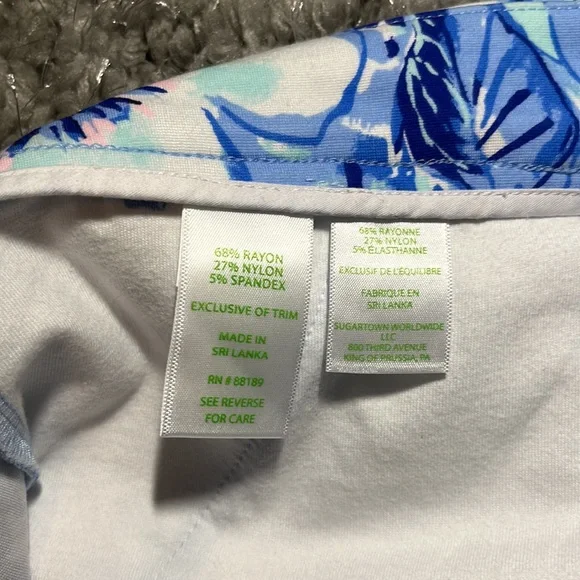 68% RAYON
27% NYLON
5% SPANDEX
EXCLUSIVE OF TRIM
MADE IN
SRI LANKA
RN # 88189
SEE REVERSE
FOR CARE
68% RAYONNE
27% NYLON
5% ÉLASTHANNE
EXCLUSIF DE L'ÉQUILIBRE
FABRIQUE EN
SRI LANKA
SUGARTOWN WORLDWIDE
LLC
800 THIRD AVENUE
KING OF PRUSSIA, PA